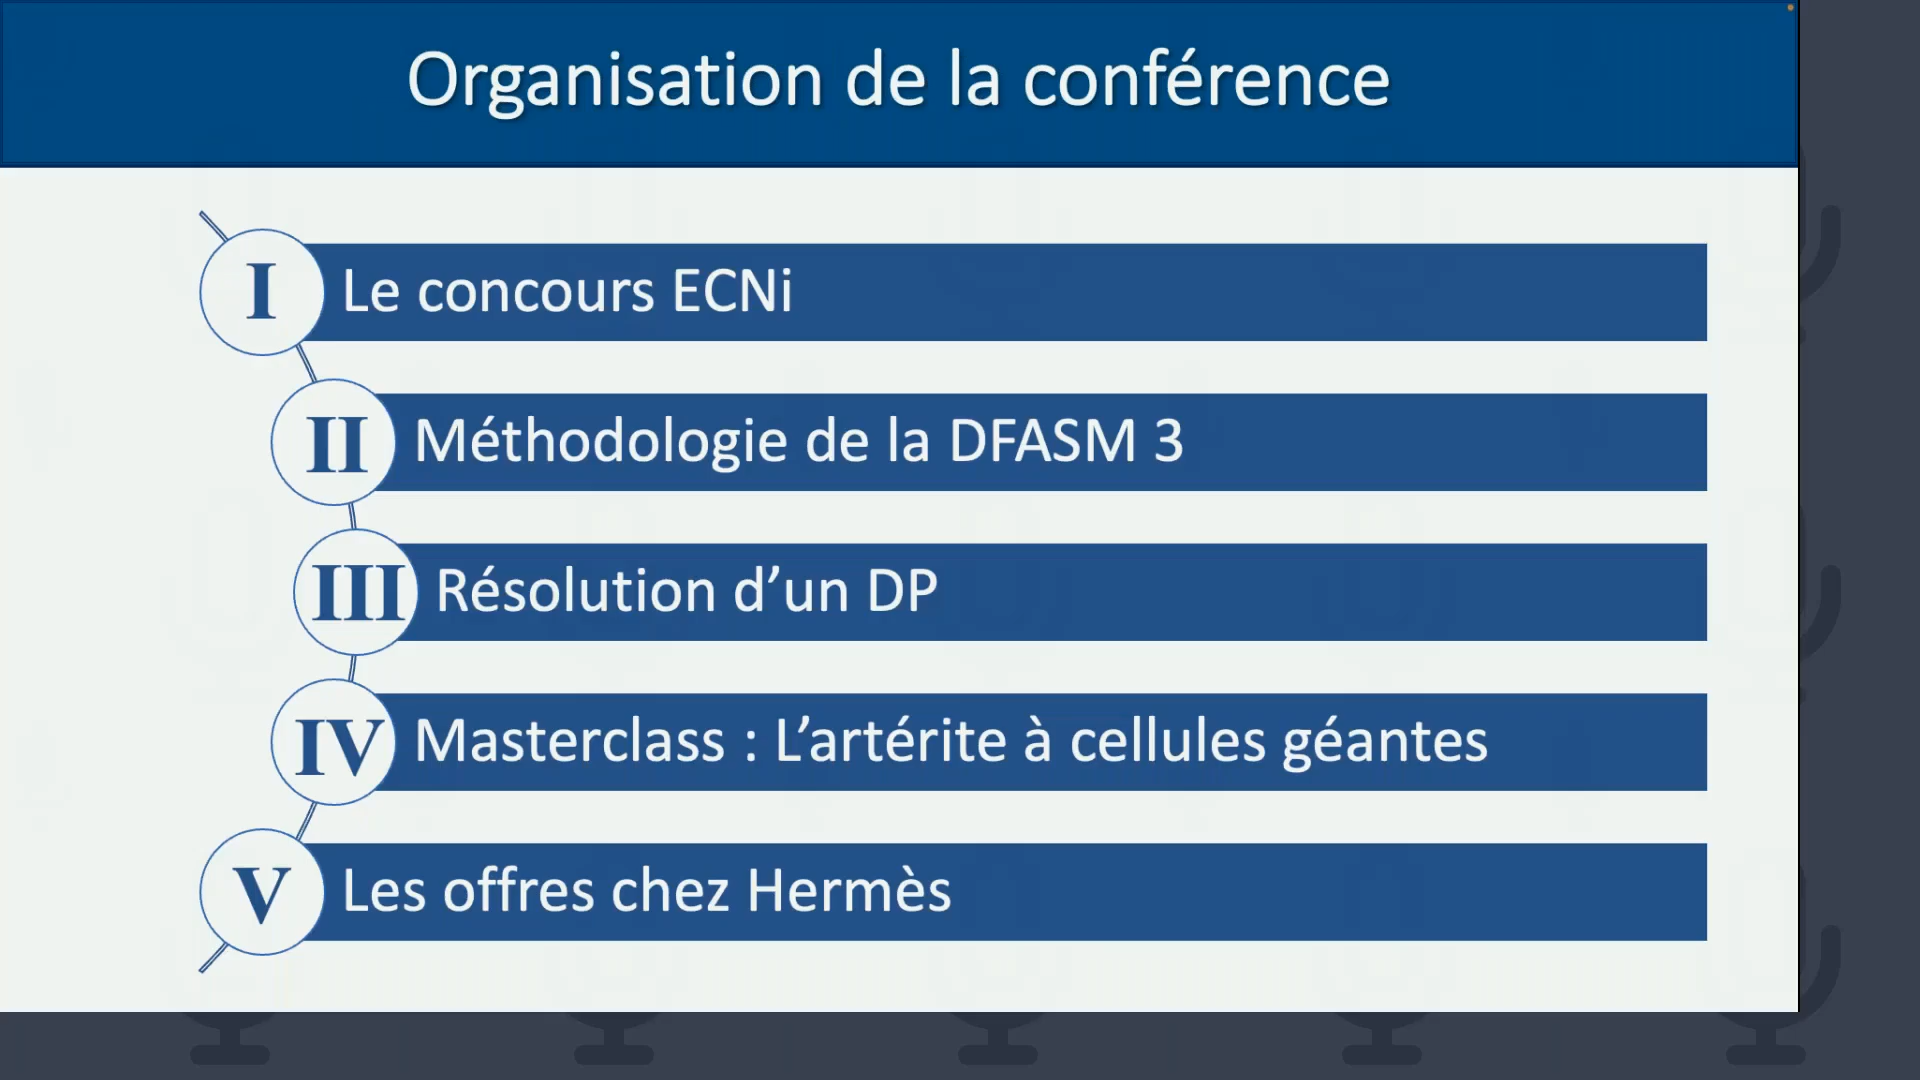 Organisation de la conférence
I Le concours ECNi
II Méthodologie de la DFASM 3
III Résolution d’un DP
IV Masterclass : L’artérite à cellules géantes
V Les offres chez Hermès